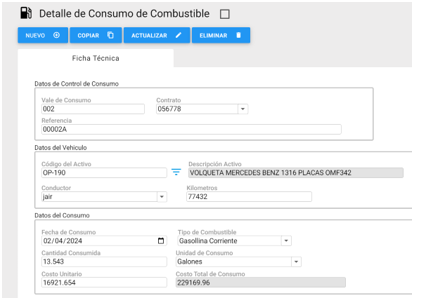 Detalle de Consumo de Combustible
NUEVO COPIAR ACTUALIZAR ELIMINAR
Ficha Técnica
Datos de Control de Consumo
Vale de Consumo Contrato
002 056778
Referencia
00002A
Datos del Vehículo
Código del Activo Descripción Activo
OP-190 VOLQUETA MERCEDES BENZ 1316 PLACAS OMF342
Conductor Kilometros
jair 77432
Datos del Consumo
Fecha de Consumo Tipo de Combustible
02/04/2024 Gasolina Corriente
Cantidad Consumida Unidad de Consumo
13.543 Galones
Costo Unitario Costo Total de Consumo
16921.654 229169.96